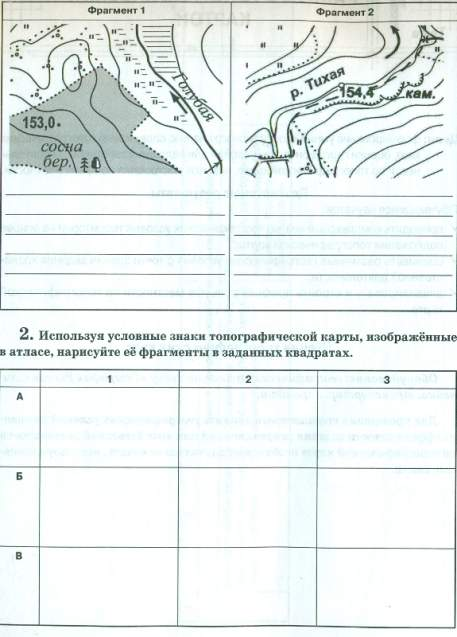 Фрагмент 1
Фрагмент 2
Голубая
153,0
сосна
бер.
р. Тихая
154,4
кам.
2. Используя условные знаки топографической карты, изображённые
в атласе, нарисуйте её фрагменты в заданных квадратах.
1 2 3
А
Б
В